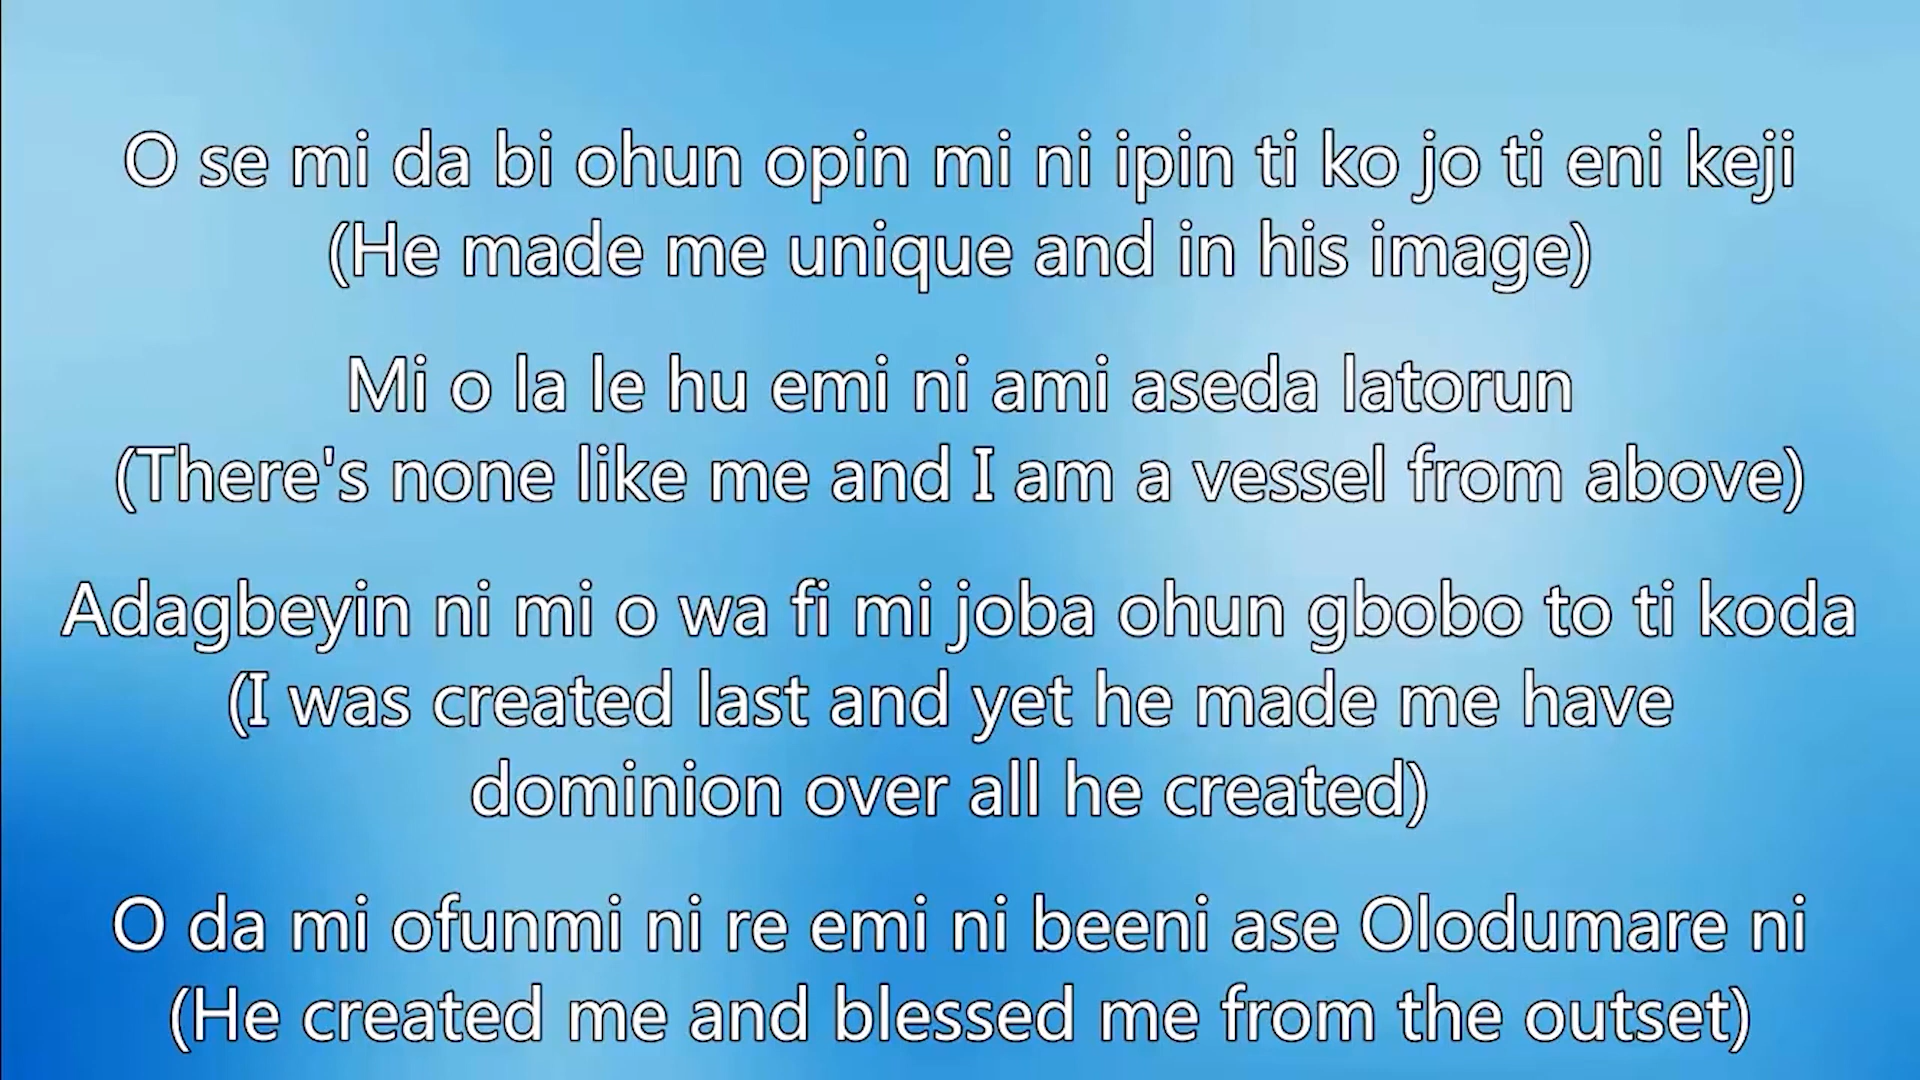 O se mi da bi ohun opin mi ni ipin ti ko jo ti eni keji
(He made me unique and in his image)
Mi o la le hu emi ni ami aseda latorun
(There's none like me and I am a vessel from above)
Adagbeyin ni mi o wa fi mi joba ohun gbobo to ti koda
(I was created last and yet he made me have
dominion over all he created)
O da mi ofunmi ni re emi ni beeni ase Olodumare ni
(He created me and blessed me from the outset)